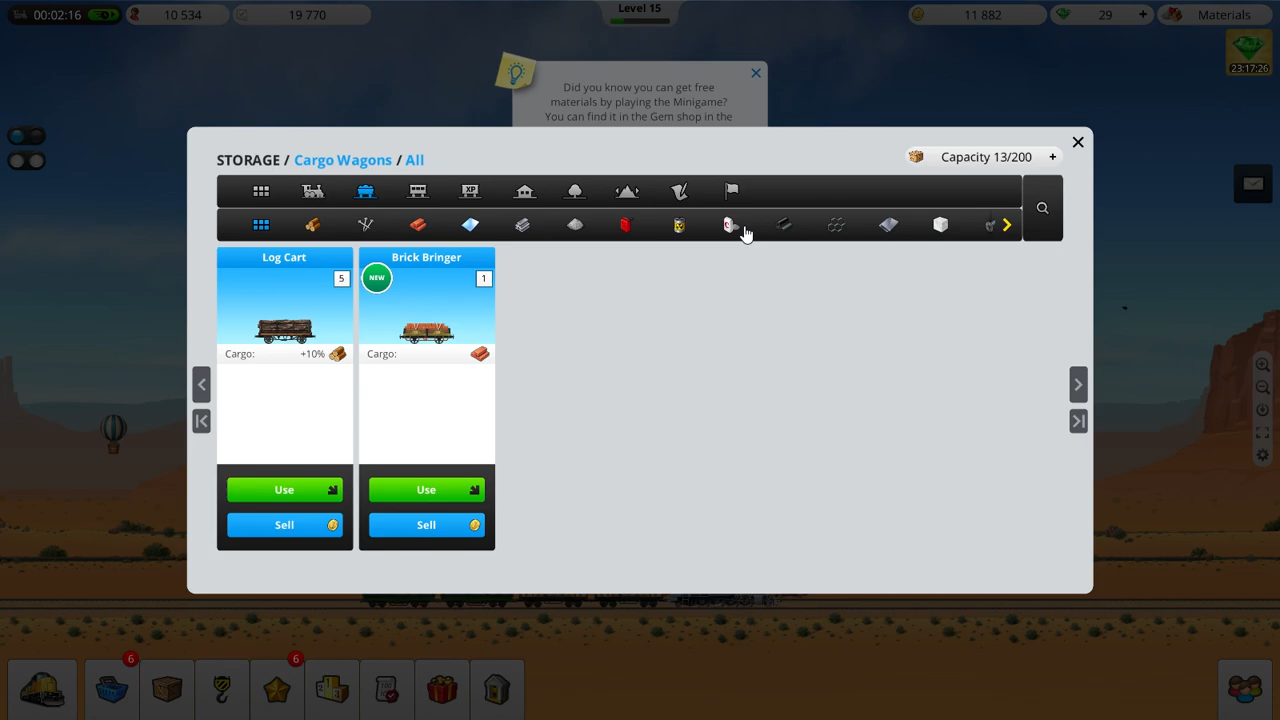 00:02:16
10 534
19 770
Level 15
11 882
29
+
Materials
23:17:26
Did you know you can get free
materials by playing the Minigame?
You can find it in the Gem shop in the
STORAGE / Cargo Wagons / All
Capacity 13/200 +
XP
Log Cart
5
Cargo: +10%
Use
Sell
Brick Bringer
NEW
1
Cargo:
Use
Sell
6
6